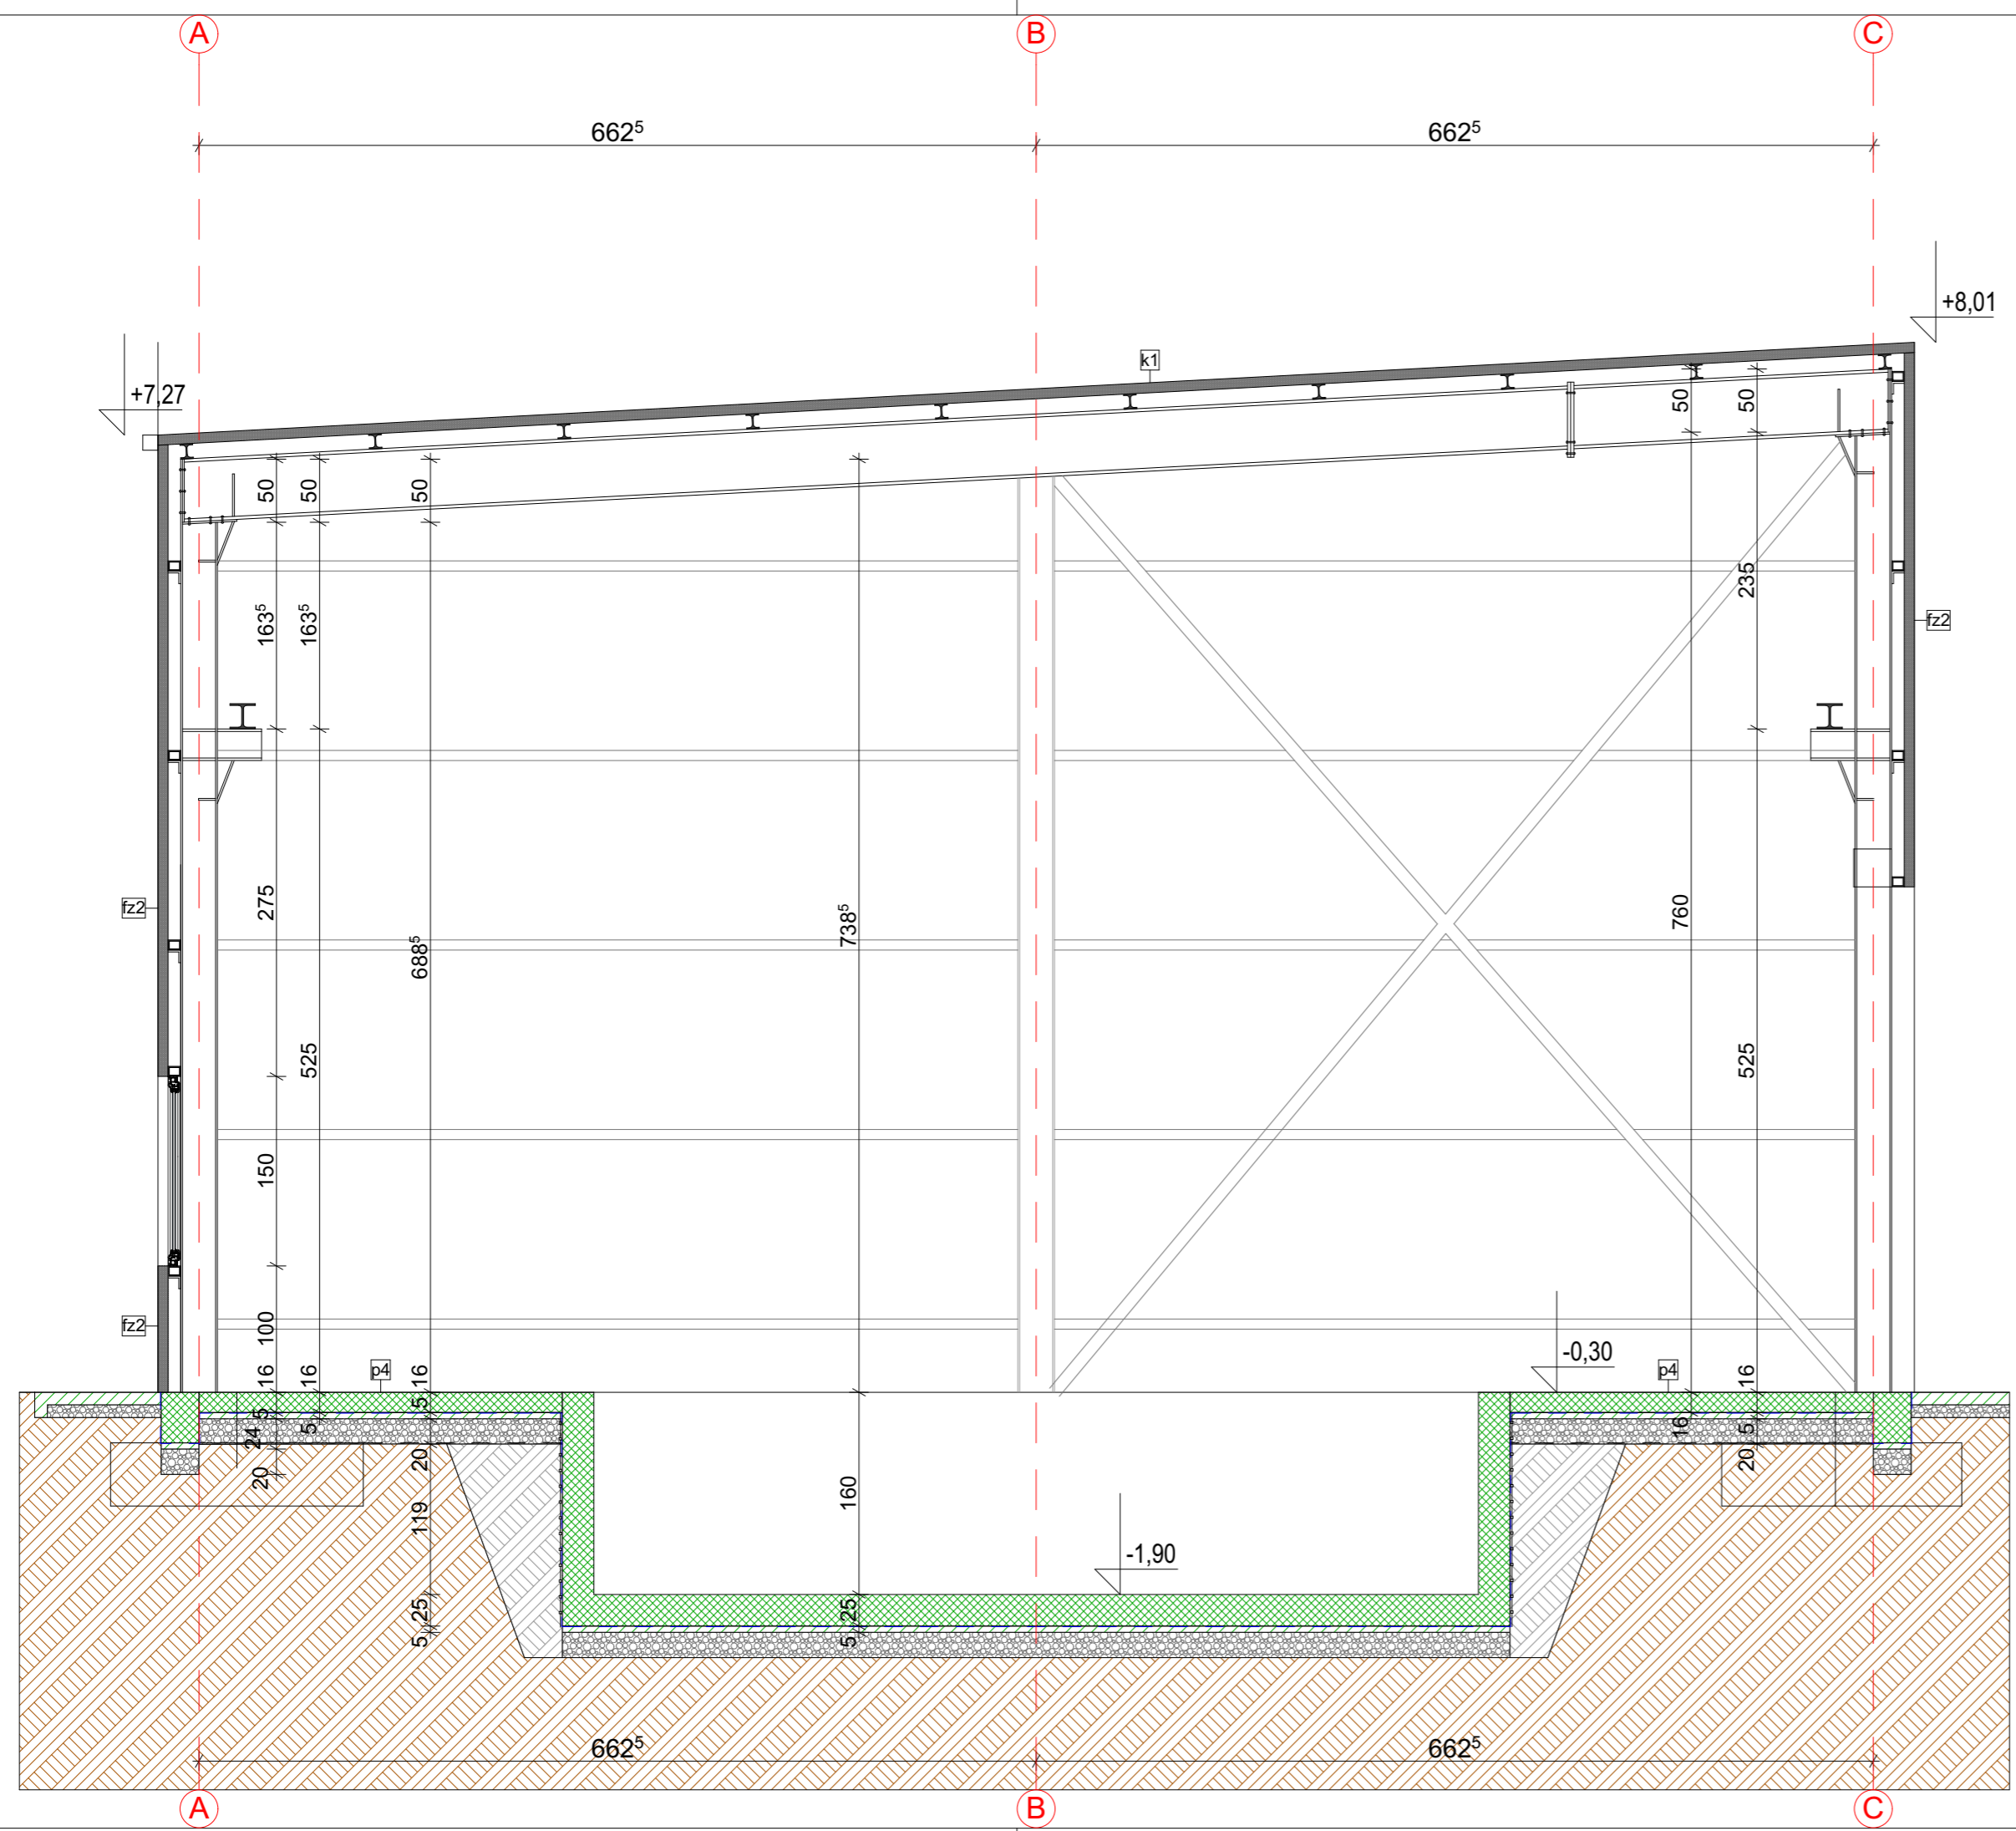 A B C
662⁵ 662⁵
+8,01
k1
+7,27
50 50 50 50 50
235
163⁵ 163⁵
fz2
275 fz2
688⁵ 738⁵ 760
525 525
150
100
fz2
-0,30
16 16 p4 16 p4 16
5 5 5 16 5
24 20 20
20
119 160
-1,90
25 25
5 5
662⁵ 662⁵
A B C